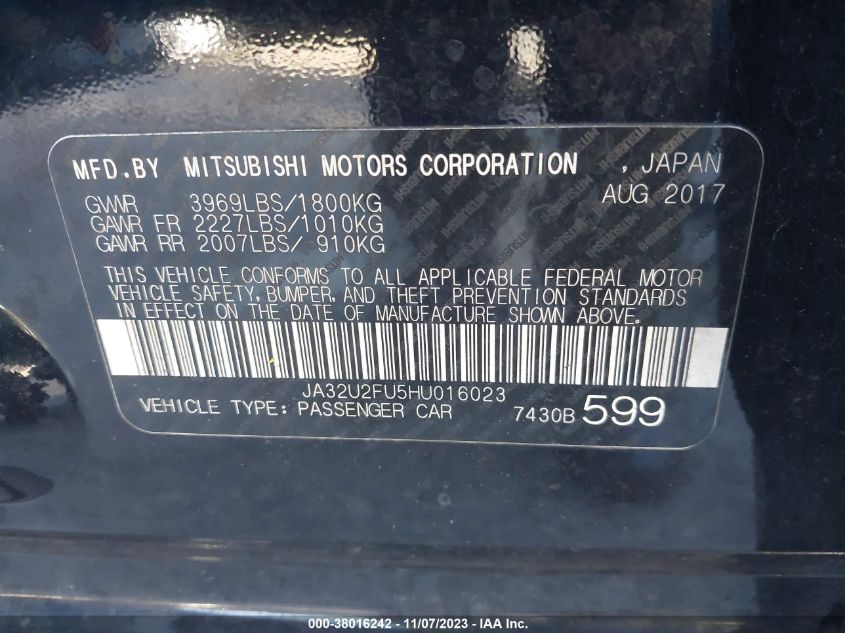 MFD.BY MITSUBISHI MOTORS CORPORATION , JAPAN
GVWR 3969LBS/1800KG AUG 2017
GAWR FR 2227LBS/1010KG
GAWR RR 2007LBS/ 910KG
THIS VEHICLE CONFORMS TO ALL APPLICABLE FEDERAL MOTOR
VEHICLE SAFETY, BUMPER, AND THEFT PREVENTION STANDARDS
IN EFFECT ON THE DATE OF MANUFACTURE SHOWN ABOVE.
JA32U2FU5HU016023
VEHICLE TYPE: PASSENGER CAR 7430B 599
000-38016242 - 11/07/2023 - IAA Inc.